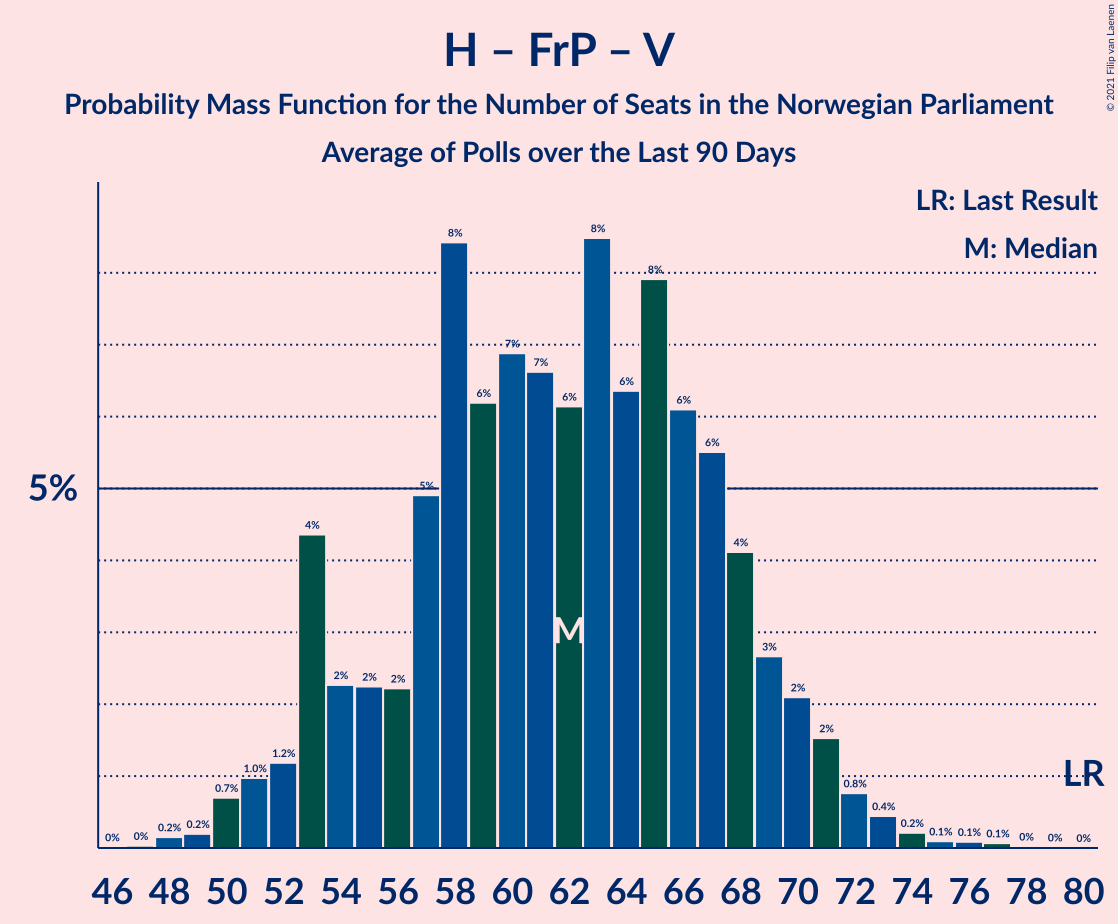 H – FrP – V
Probability Mass Function for the Number of Seats in the Norwegian Parliament
Average of Polls over the Last 90 Days
© 2021 Filip van Laenen
LR: Last Result
M: Median
5%
0% 0% 0.2% 0.2% 0.7% 1.0% 1.2% 4% 2% 2% 2% 5% 8% 6% 7% 7% 6% 8% 6% 8% 6% 6% 4% 3% 2% 2% 0.8% 0.4% 0.2% 0.1% 0.1% 0.1% 0% 0% 0%
M
LR
46 48 50 52 54 56 58 60 62 64 66 68 70 72 74 76 78 80